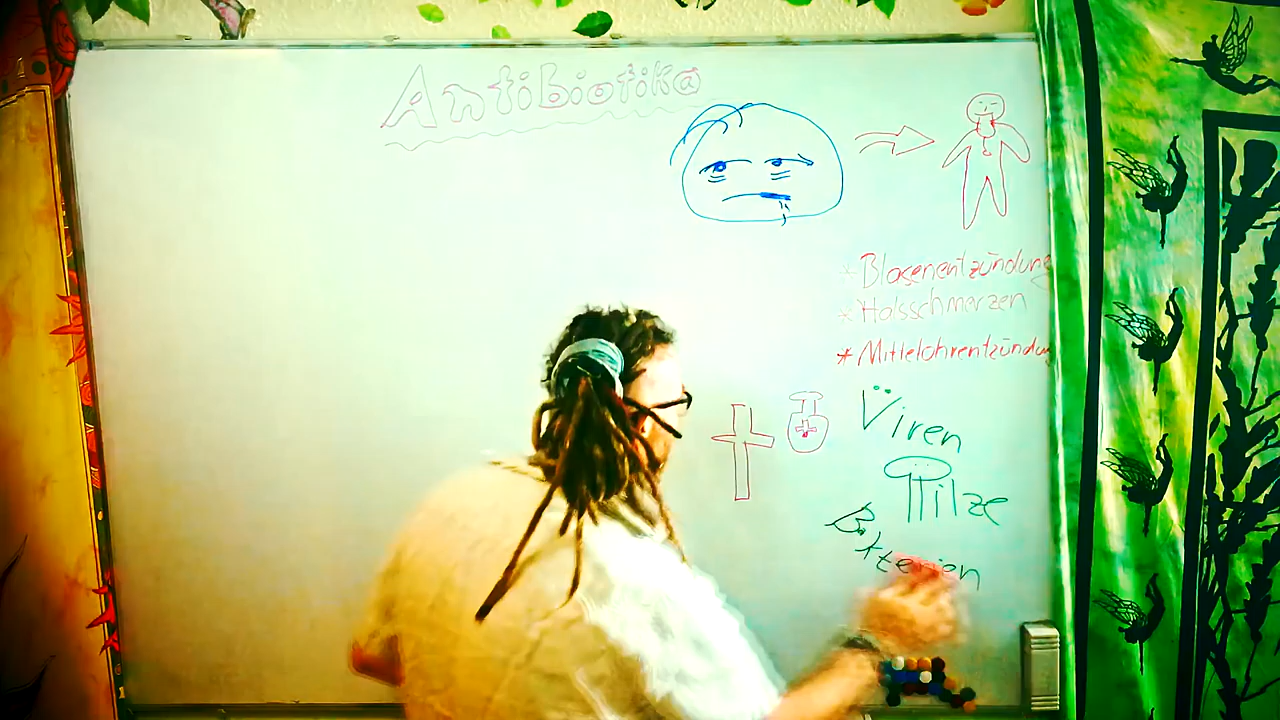 Antibiotika
* Blasenentzündung
* Halsschmerzen
* Mittelohrentzündung
Viren
Pilze
Bakterien